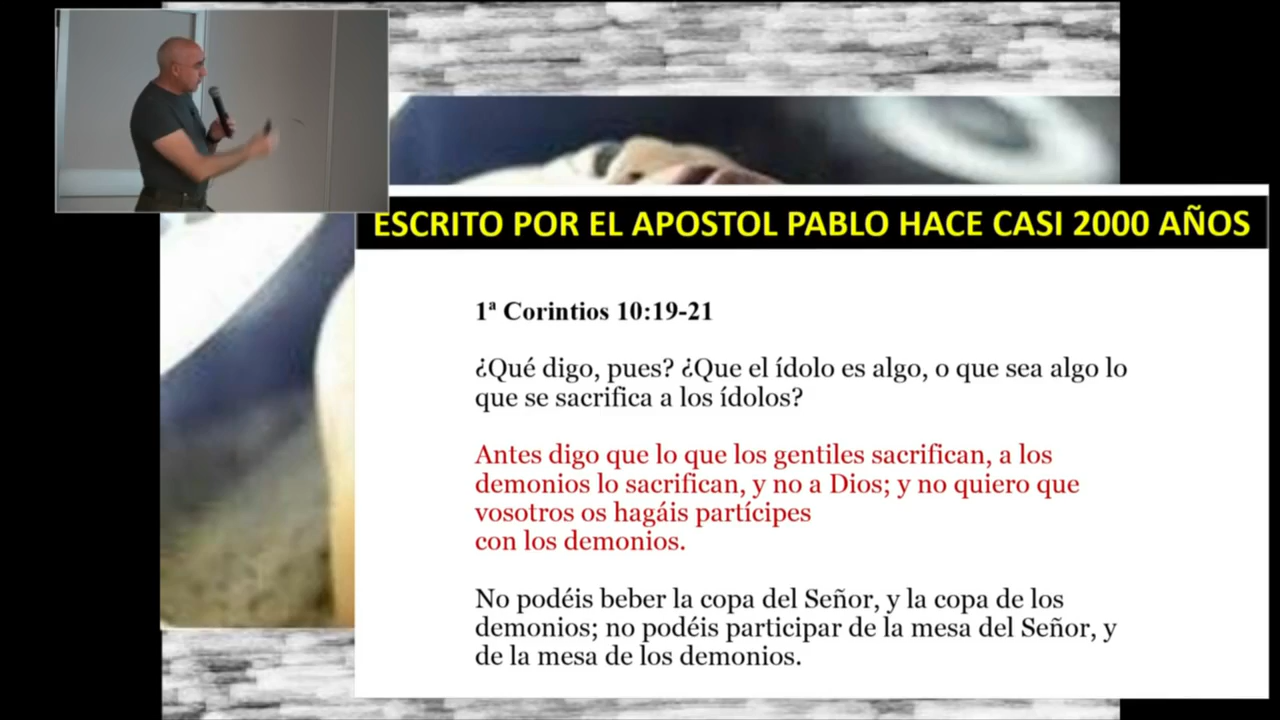 ESCRITO POR EL APOSTOL PABLO HACE CASI 2000 AÑOS
1ª Corintios 10:19-21
¿Qué digo, pues? ¿Que el ídolo es algo, o que sea algo lo
que se sacrifica a los ídolos?
Antes digo que lo que los gentiles sacrifican, a los
demonios lo sacrifican, y no a Dios; y no quiero que
vosotros os hagáis partícipes
con los demonios.
No podéis beber la copa del Señor, y la copa de los
demonios; no podéis participar de la mesa del Señor, y
de la mesa de los demonios.